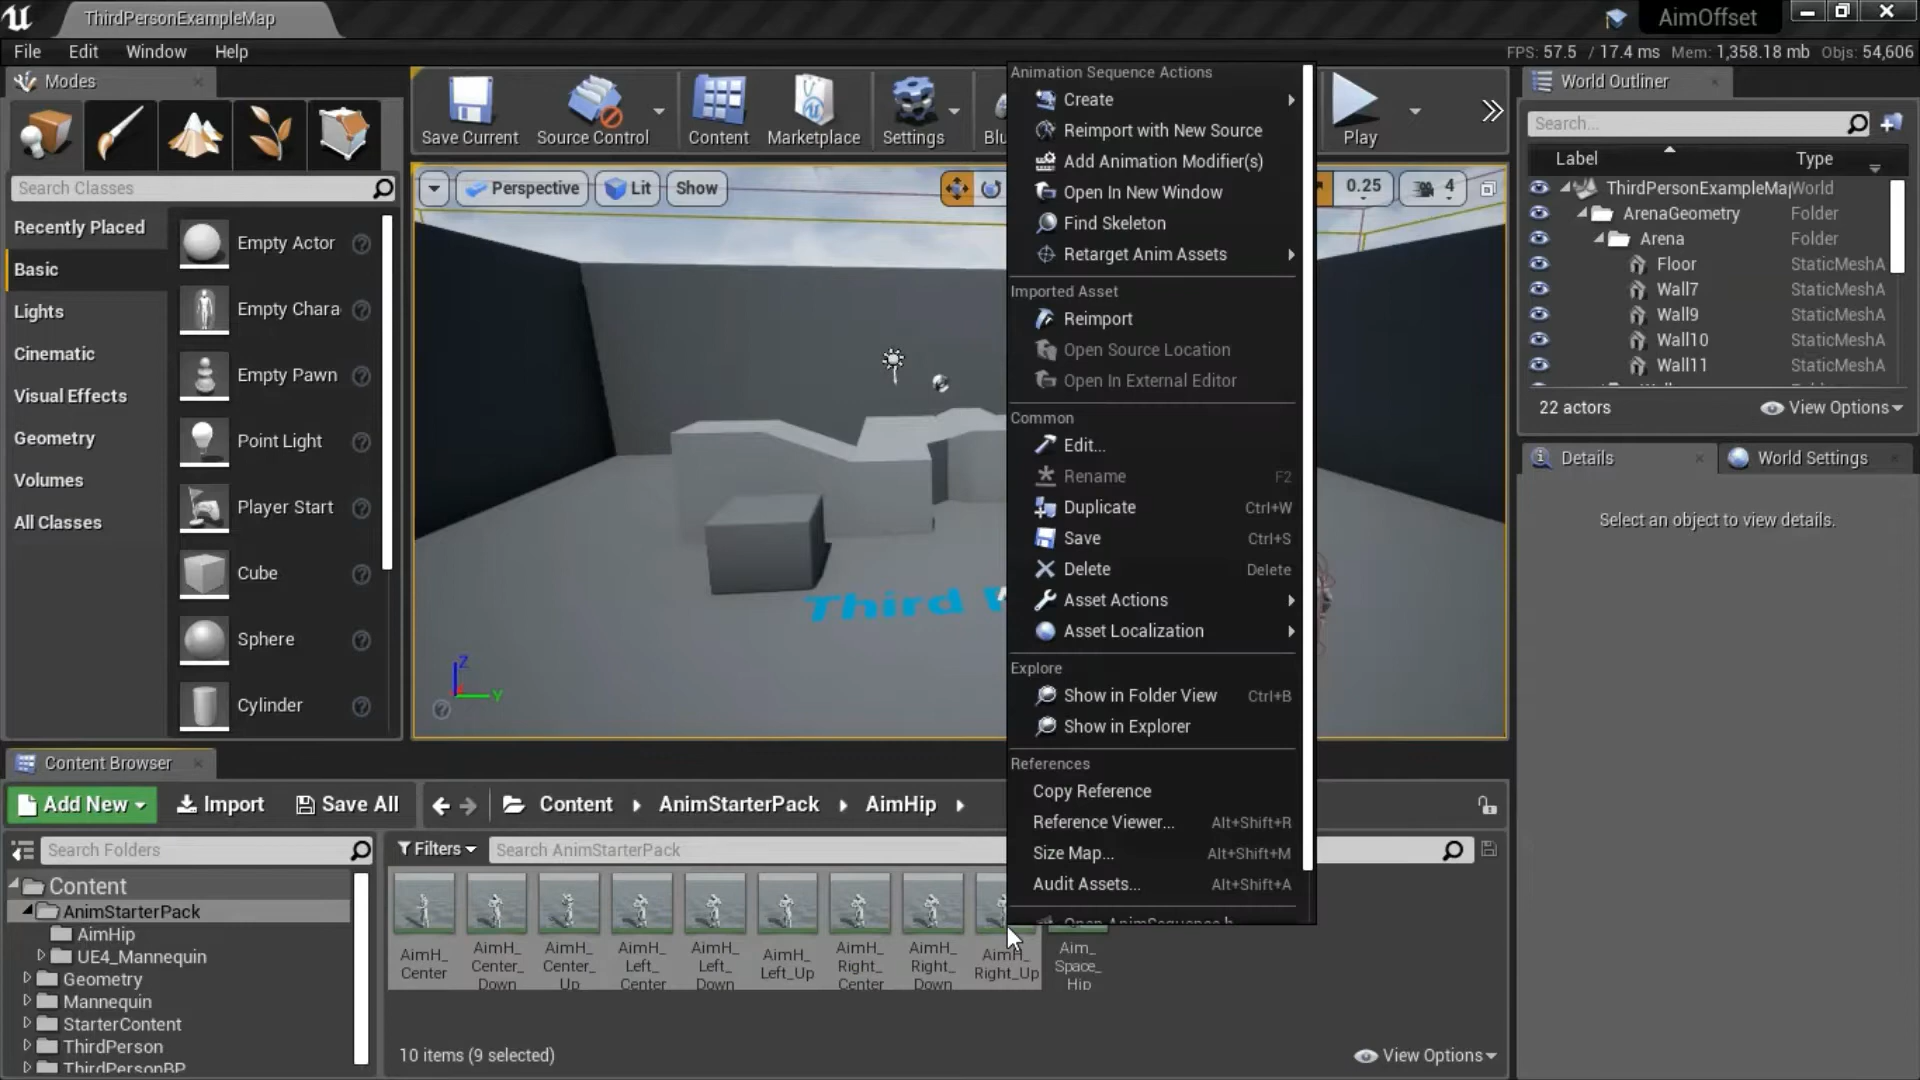 ThirdPersonExampleMap
AimOffset
File Edit Window Help
FPS: 57.5 / 17.4 ms Mem: 1,358.18 mb Objs: 54,606
Modes
Search Classes
Recently Placed
Basic
Lights
Cinematic
Visual Effects
Geometry
Volumes
All Classes
Empty Actor
Empty Chara
Empty Pawn
Point Light
Player Start
Cube
Sphere
Cylinder
Save Current
Source Control
Content
Marketplace
Settings
Blu
Play
Perspective
Lit
Show
0.25
4
Third
Z
Y
Animation Sequence Actions
Create
Reimport with New Source
Add Animation Modifier(s)
Open In New Window
Find Skeleton
Retarget Anim Assets
Imported Asset
Reimport
Open Source Location
Open In External Editor
Common
Edit...
Rename F2
Duplicate Ctrl+W
Save Ctrl+S
Delete Delete
Asset Actions
Asset Localization
Explore
Show in Folder View Ctrl+B
Show in Explorer
References
Copy Reference
Reference Viewer... Alt+Shift+R
Size Map... Alt+Shift+M
Audit Assets... Alt+Shift+A
Open AnimSequence.h
World Outliner
Search...
Label Type
ThirdPersonExampleMap World
ArenaGeometry Folder
Arena Folder
Floor StaticMeshA
Wall7 StaticMeshA
Wall9 StaticMeshA
Wall10 StaticMeshA
Wall11 StaticMeshA
22 actors
View Options
Details
World Settings
Select an object to view details.
Content Browser
Add New
Import
Save All
Content
AnimStarterPack
AimHip
Search Folders
Filters
Search AnimStarterPack
Content
AnimStarterPack
AimHip
UE4_Mannequin
Geometry
Mannequin
StarterContent
ThirdPerson
ThirdPersonBP
AimH_
Center
AimH_
Center_
Down
AimH_
Center_
Up
AimH_
Left_
Center
AimH_
Left_
Down
AimH_
Left_Up
AimH_
Right_
Center
AimH_
Right_
Down
AimH_
Right_Up
Aim_
Space_
Hip
10 items (9 selected)
View Options